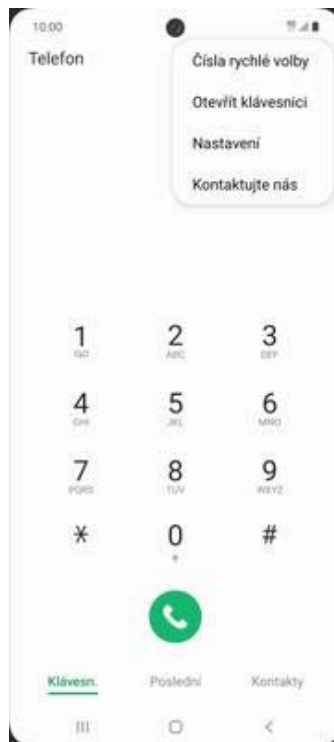 10:00
Telefon
Čísla rychlé volby
Otevřít klávesnici
Nastavení
Kontaktujte nás
1 2 3
ABC DEF
4 5 6
GHI JKL MNO
7 8 9
PQRS TUV WXYZ
* 0 #
+
Klávesn. Poslední Kontakty